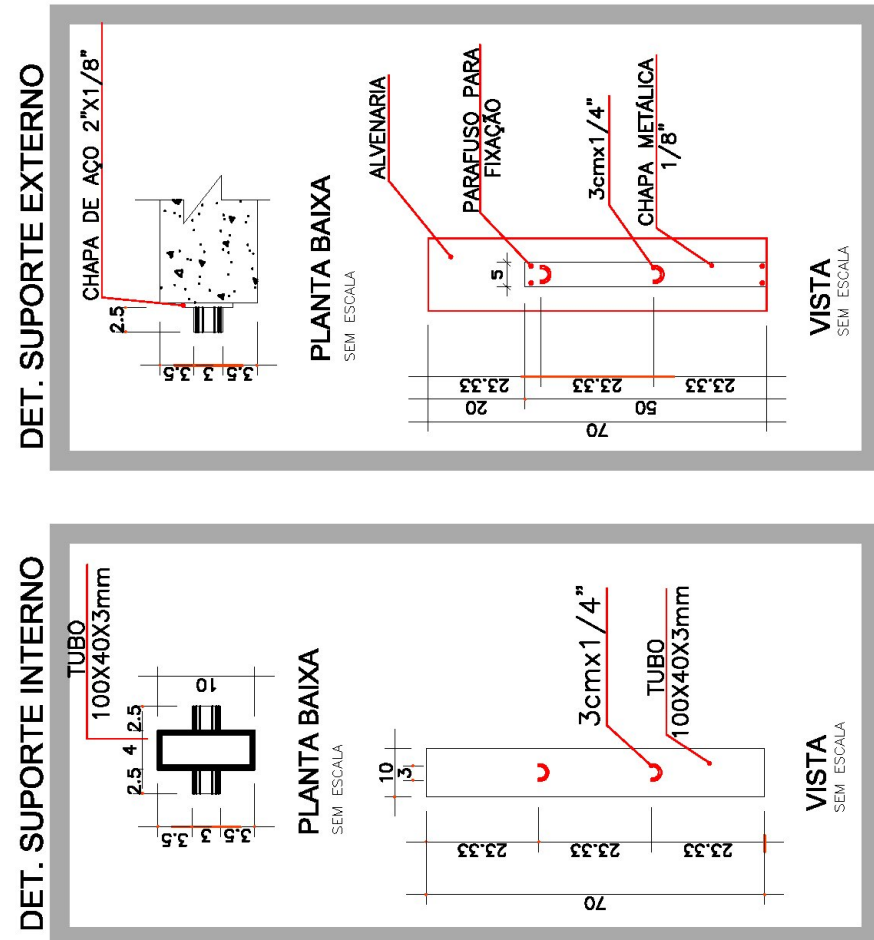 DET. SUPORTE EXTERNO
CHAPA DE AÇO 2"X1/8"
2.5
3.5
3
3.5
PLANTA BAIXA
SEM ESCALA
ALVENARIA
PARAFUSO PARA
FIXAÇÃO
3cmx1/4"
CHAPA METÁLICA
1/8"
5
23.33
23.33
23.33
20
50
70
VISTA
SEM ESCALA
DET. SUPORTE INTERNO
TUBO
100X40X3mm
2.5
4
2.5
10
3.5
3
3.5
PLANTA BAIXA
SEM ESCALA
3cmx1/4"
TUBO
100X40X3mm
10
3
23.33
23.33
23.33
70
VISTA
SEM ESCALA